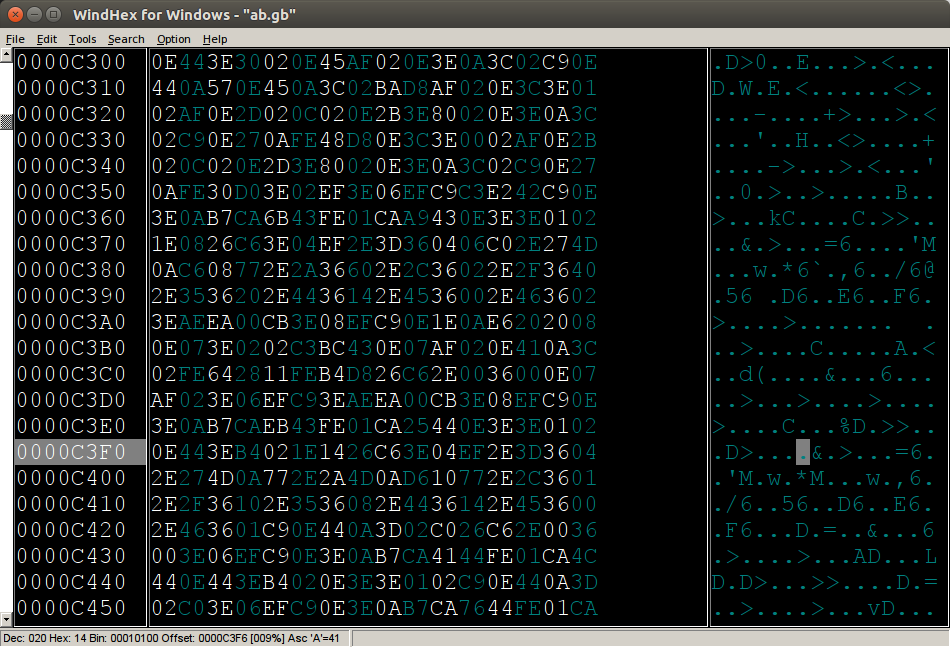 WindHex for Windows - "ab.gb"
File Edit Tools Search Option Help
0000C300 0E443E30020E45AF020E3E0A3C02C90E .D>0..E...>.<...
0000C310 440A570E450A3C02BAD8AF020E3C3E01 D.W.E.<......<>.
0000C320 02AF0E2D020C020E2B3E80020E3E0A3C ...-....+>...>.<
0000C330 02C90E270AFE48D80E3C3E0002AF0E2B ...'..H..<>....+
0000C340 020C020E2D3E80020E3E0A3C02C90E27 ....->...>.<...'
0000C350 0AFE30D03E02EF3E06EFC9C3E242C90E ..0.>..>.....B..
0000C360 3E0AB7CA6B43FE01CAA9430E3E3E0102 >...kC....C.>>..
0000C370 1E0826C63E04EF2E3D360406C02E274D ..&.>...=6....'M
0000C380 0AC608772E2A36602E2C36022E2F3640 ...w.*6`.,6../6@
0000C390 2E3536202E4436142E4536002E463602 .56 .D6..E6..F6.
0000C3A0 3EAEEA00CB3E08EFC90E1E0AE6202008 >....>.......  .
0000C3B0 0E073E0202C3BC430E07AF020E410A3C ..>....C.....A.<
0000C3C0 02FE642811FEB4D826C62E0036000E07 ..d(....&...6...
0000C3D0 AF023E06EFC93EAEEA00CB3E08EFC90E ..>...>....>....
0000C3E0 3E0AB7CAEB43FE01CA25440E3E3E0102 >....C...%D.>>..
0000C3F0 0E443EB4021E1426C63E04EF2E3D3604 .D>....&.>...=6.
0000C400 2E274D0A772E2A4D0AD610772E2C3601 .'M.w.*M...w.,6.
0000C410 2E2F36102E3536082E4436142E453600 ./6..56..D6..E6.
0000C420 2E463601C90E440A3D02C026C62E0036 .F6...D.=..&...6
0000C430 003E06EFC90E3E0AB7CA4144FE01CA4C .>....>...AD...L
0000C440 440E443EB4020E3E3E0102C90E440A3D D.D>...>>....D.=
0000C450 02C03E06EFC90E3E0AB7CA7644FE01CA ..>....>...vD...
Dec: 020 Hex: 14 Bin: 00010100 Offset: 0000C3F6 [009%] Asc 'A'=41